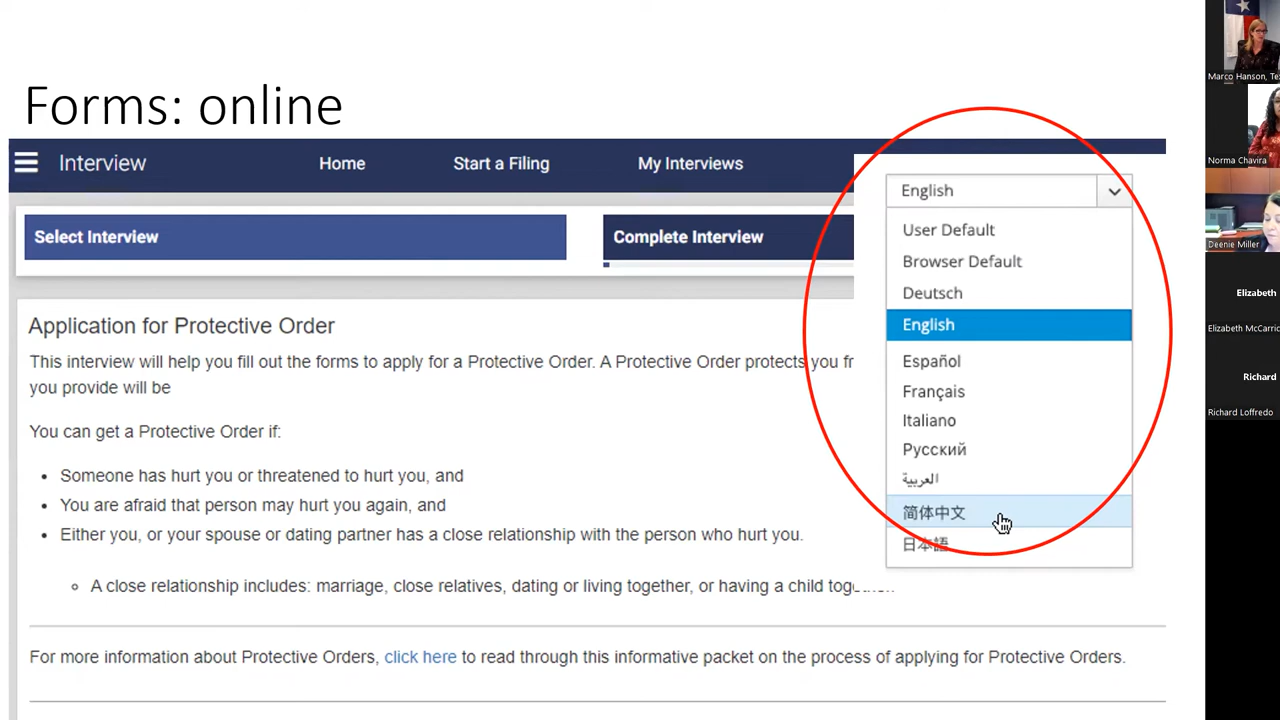 Forms: online
Interview
Home
Start a Filing
My Interviews
English
Select Interview
Complete Interview
User Default
Browser Default
Deutsch
English
Español
Français
Italiano
Русский
العربية
简体中文
日本語
Application for Protective Order
This interview will help you fill out the forms to apply for a Protective Order. A Protective Order protects you
you provide will be
You can get a Protective Order if:
• Someone has hurt you or threatened to hurt you, and
• You are afraid that person may hurt you again, and
• Either you, or your spouse or dating partner has a close relationship with the person who hurt you.
◦ A close relationship includes: marriage, close relatives, dating or living together, or having a child together.
For more information about Protective Orders, click here to read through this informative packet on the process of applying for Protective Orders.
Marco Hanson,
Norma Chavira
Deenie Miller
Elizabeth
Elizabeth
Richard
Richard Loffredo